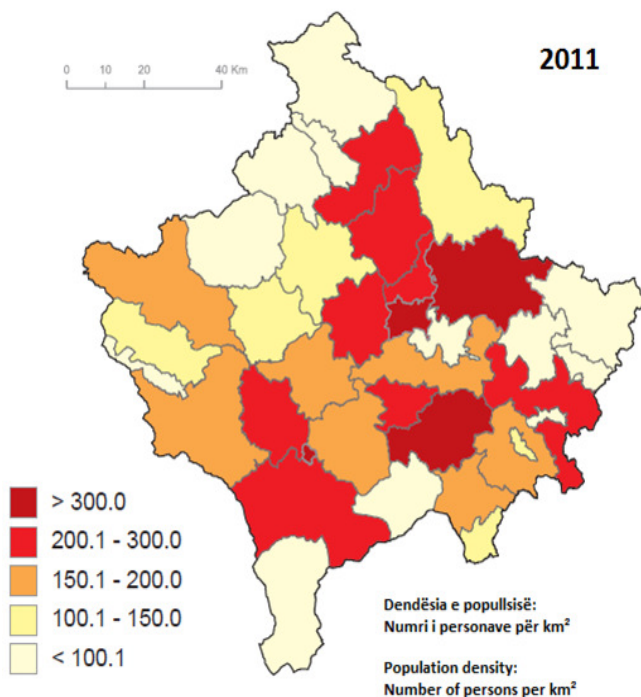 2011
0 10 20 40 Km
> 300.0
200.1 - 300.0
150.1 - 200.0
100.1 - 150.0
< 100.1
Dendësia e popullsisë:
Numri i personave për km²
Population density:
Number of persons per km²